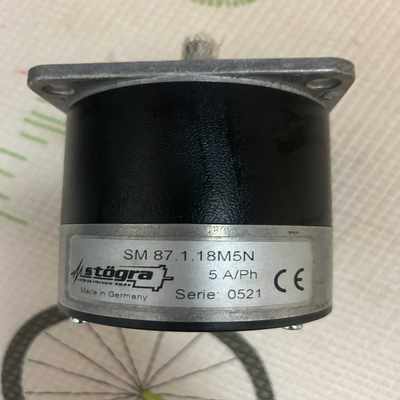 SM 87.1.18M5N
stögra
5 A/Ph
Made in Germany
Serie: 0521
CE